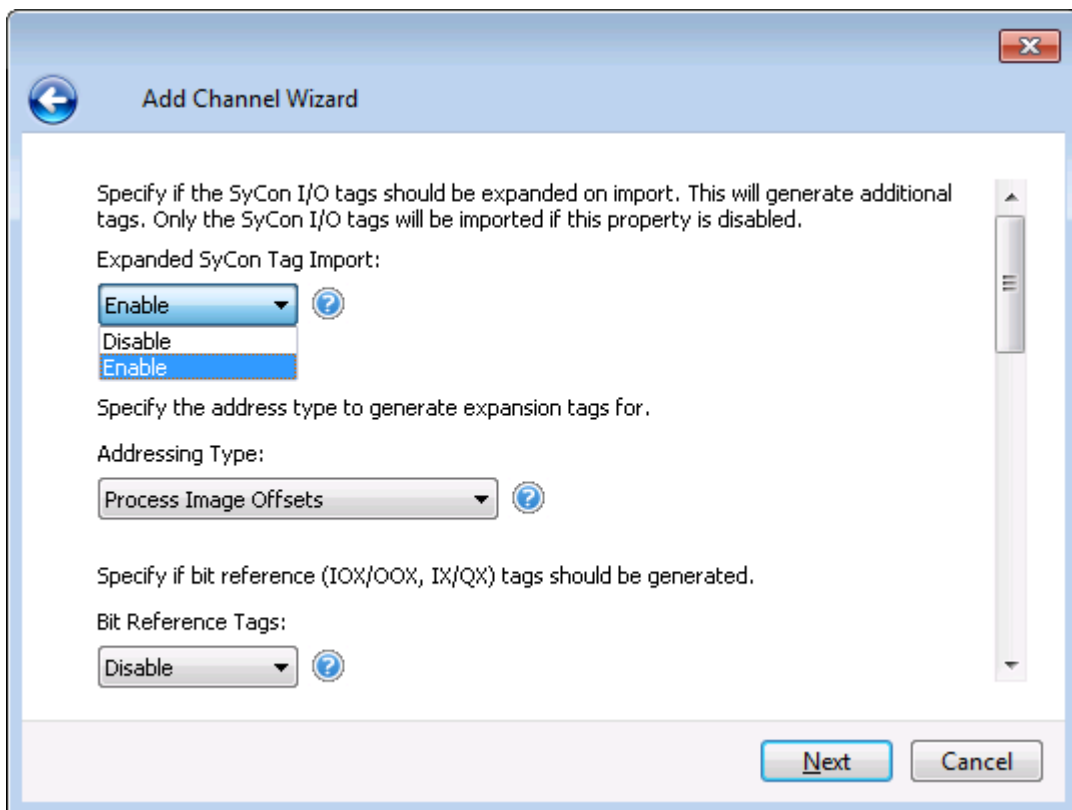 Add Channel Wizard
Specify if the SyCon I/O tags should be expanded on import. This will generate additional
tags. Only the SyCon I/O tags will be imported if this property is disabled.
Expanded SyCon Tag Import:
Enable
Disable
Enable
Specify the address type to generate expansion tags for.
Addressing Type:
Process Image Offsets
Specify if bit reference (IOX/OOX, IX/QX) tags should be generated.
Bit Reference Tags:
Disable
Next
Cancel